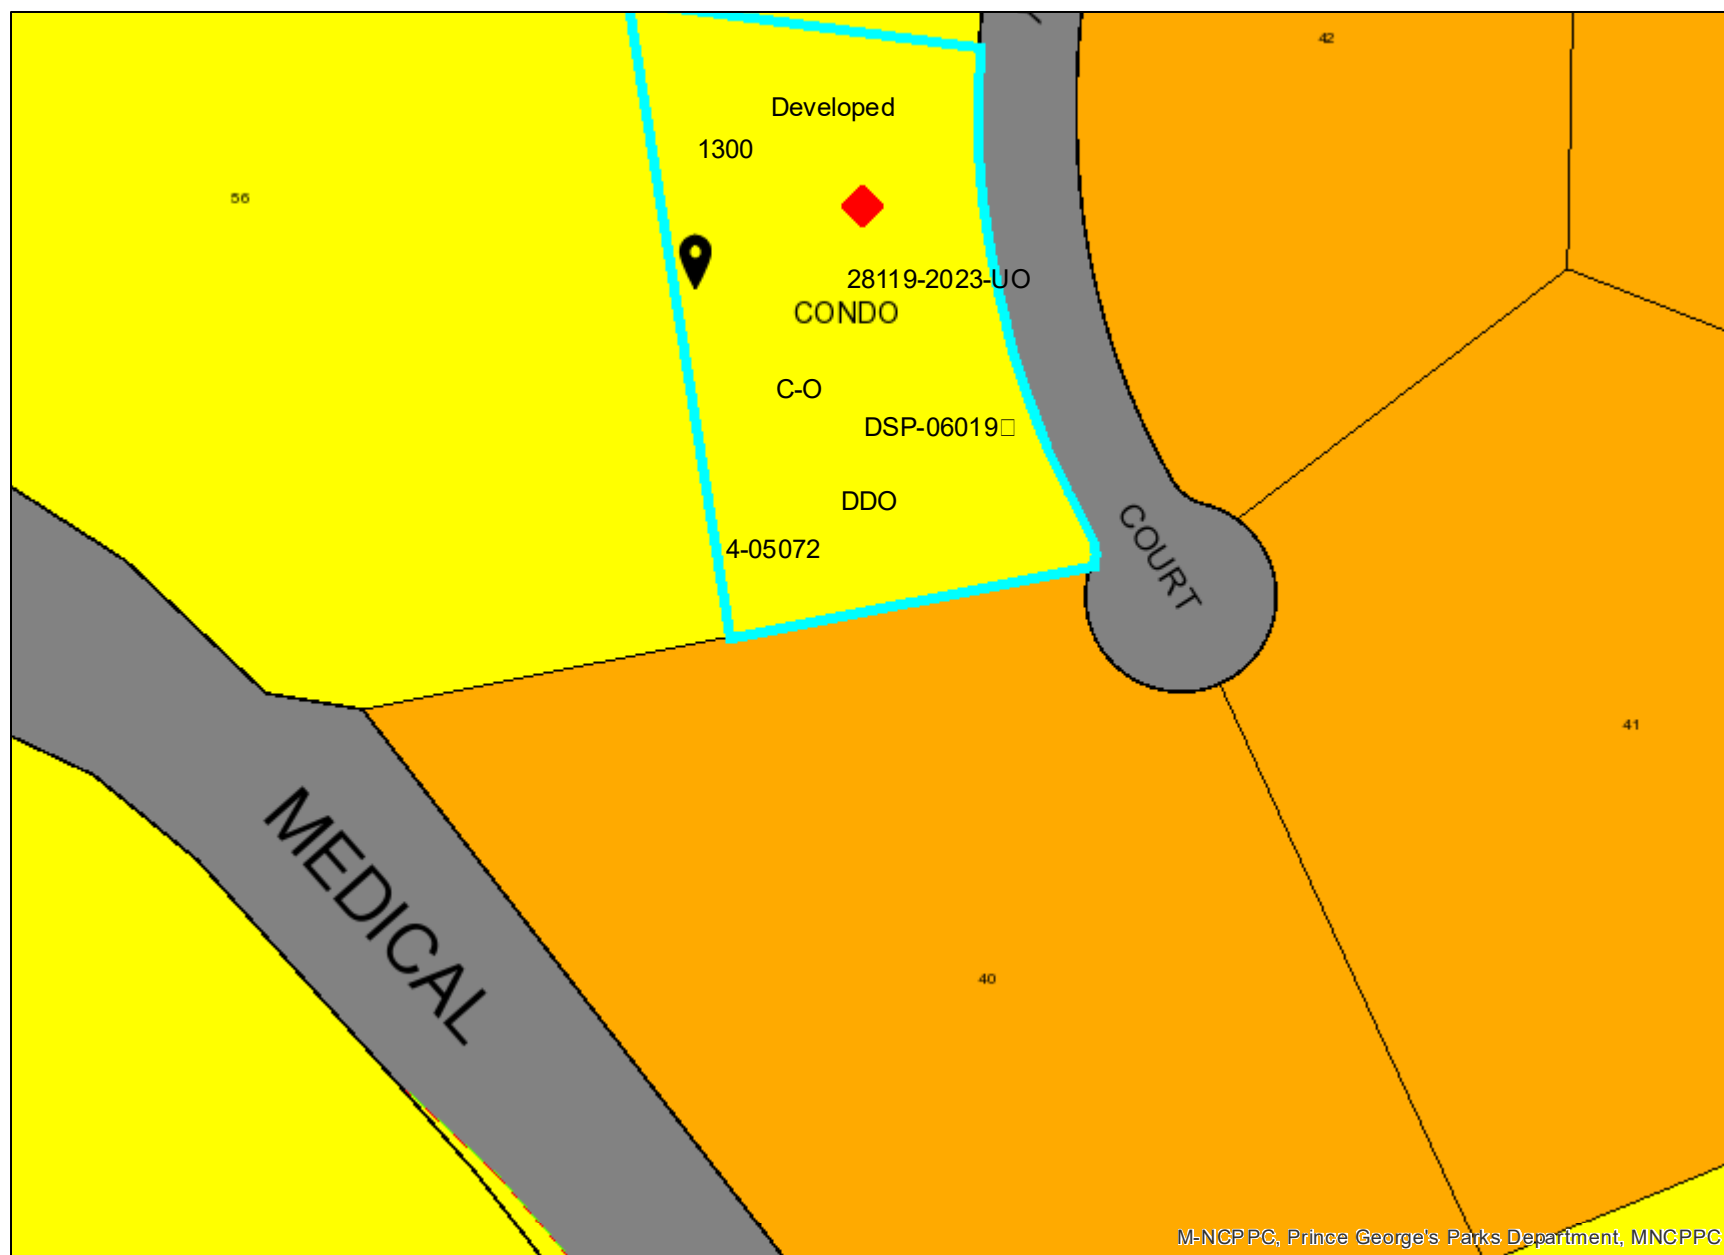 42
Developed
1300
56
28119-2023-UO
CONDO
C-O
DSP-06019
DDO
COURT
4-05072
41
MEDICAL
40
M-NCPPC, Prince George's Parks Department, MNCPPC